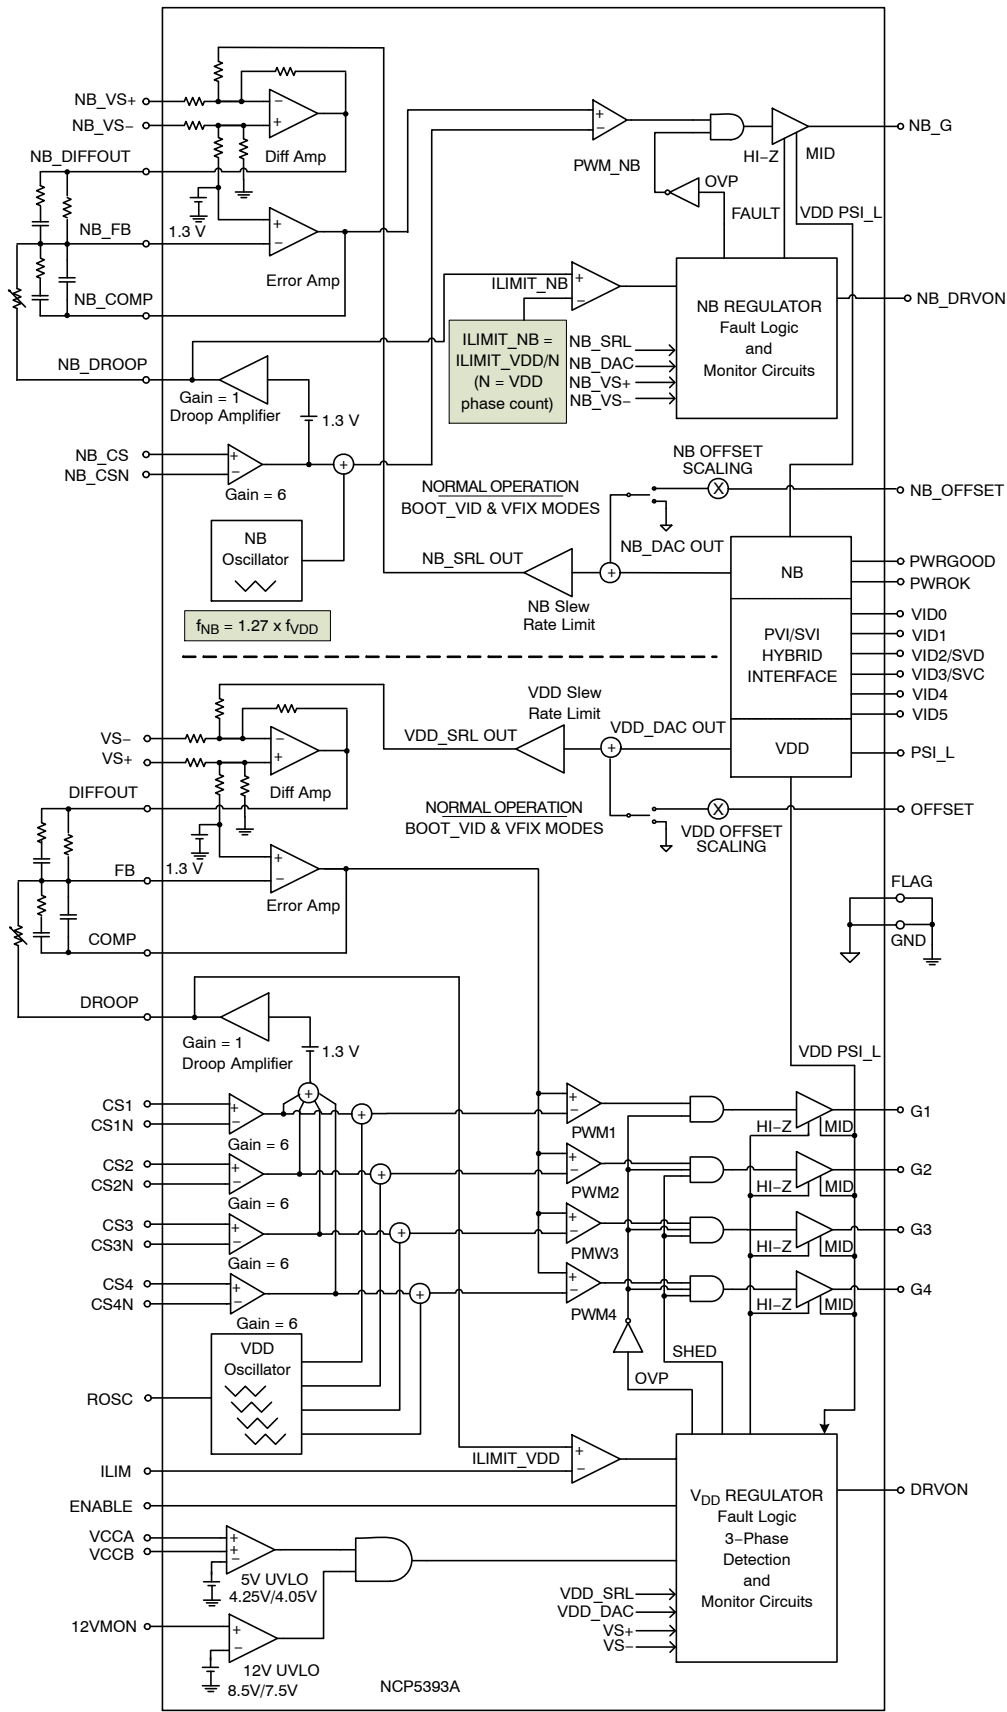 NB_VS+
NB_VS−
Diff Amp
NB_DIFFOUT
NB_FB
1.3 V
Error Amp
NB_COMP
PWM_NB
OVP
HI−Z
MID
NB_G
FAULT
VDD PSI_L
ILIMIT_NB
ILIMIT_NB =
ILIMIT_VDD/N
(N = VDD
phase count)
NB_SRL
NB_DAC
NB_VS+
NB_VS−
NB REGULATOR
Fault Logic
and
Monitor Circuits
NB_DRVON
NB_DROOP
Gain = 1
Droop Amplifier
1.3 V
NB_CS
NB_CSN
Gain = 6
NB
Oscillator
fNB = 1.27 x fVDD
NORMAL OPERATION
BOOT_VID & VFIX MODES
NB OFFSET
SCALING
NB_OFFSET
NB_SRL OUT
NB_DAC OUT
NB Slew
Rate Limit
NB
PWRGOOD
PWROK
PVI/SVI
HYBRID
INTERFACE
VID0
VID1
VID2/SVD
VID3/SVC
VID4
VID5
VDD
PSI_L
VDD Slew
Rate Limit
VDD_SRL OUT
VDD_DAC OUT
NORMAL OPERATION
BOOT_VID & VFIX MODES
VDD OFFSET
SCALING
OFFSET
VS−
VS+
Diff Amp
DIFFOUT
FB
1.3 V
Error Amp
COMP
FLAG
GND
DROOP
Gain = 1
Droop Amplifier
1.3 V
VDD PSI_L
CS1
CS1N
Gain = 6
PWM1
HI−Z
MID
G1
CS2
CS2N
Gain = 6
PWM2
HI−Z
MID
G2
CS3
CS3N
Gain = 6
PMW3
HI−Z
MID
G3
CS4
CS4N
Gain = 6
PWM4
HI−Z
MID
G4
VDD
Oscillator
ROSC
SHED
OVP
ILIM
ILIMIT_VDD
ENABLE
VCCA
VCCB
5V UVLO
4.25V/4.05V
12VMON
12V UVLO
8.5V/7.5V
VDD REGULATOR
Fault Logic
3−Phase
Detection
and
Monitor Circuits
DRVON
VDD_SRL
VDD_DAC
VS+
VS−
NCP5393A